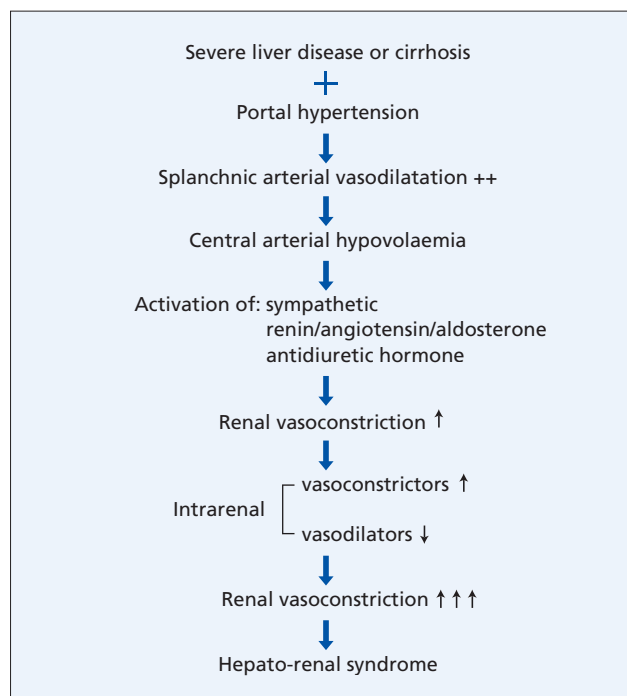 Severe liver disease or cirrhosis
+
Portal hypertension
Splanchnic arterial vasodilatation ++
Central arterial hypovolaemia
Activation of: sympathetic
renin/angiotensin/aldosterone
antidiuretic hormone
Renal vasoconstriction ↑
vasoconstrictors ↑
Intrarenal
vasodilators ↓
Renal vasoconstriction ↑ ↑ ↑
Hepato-renal syndrome